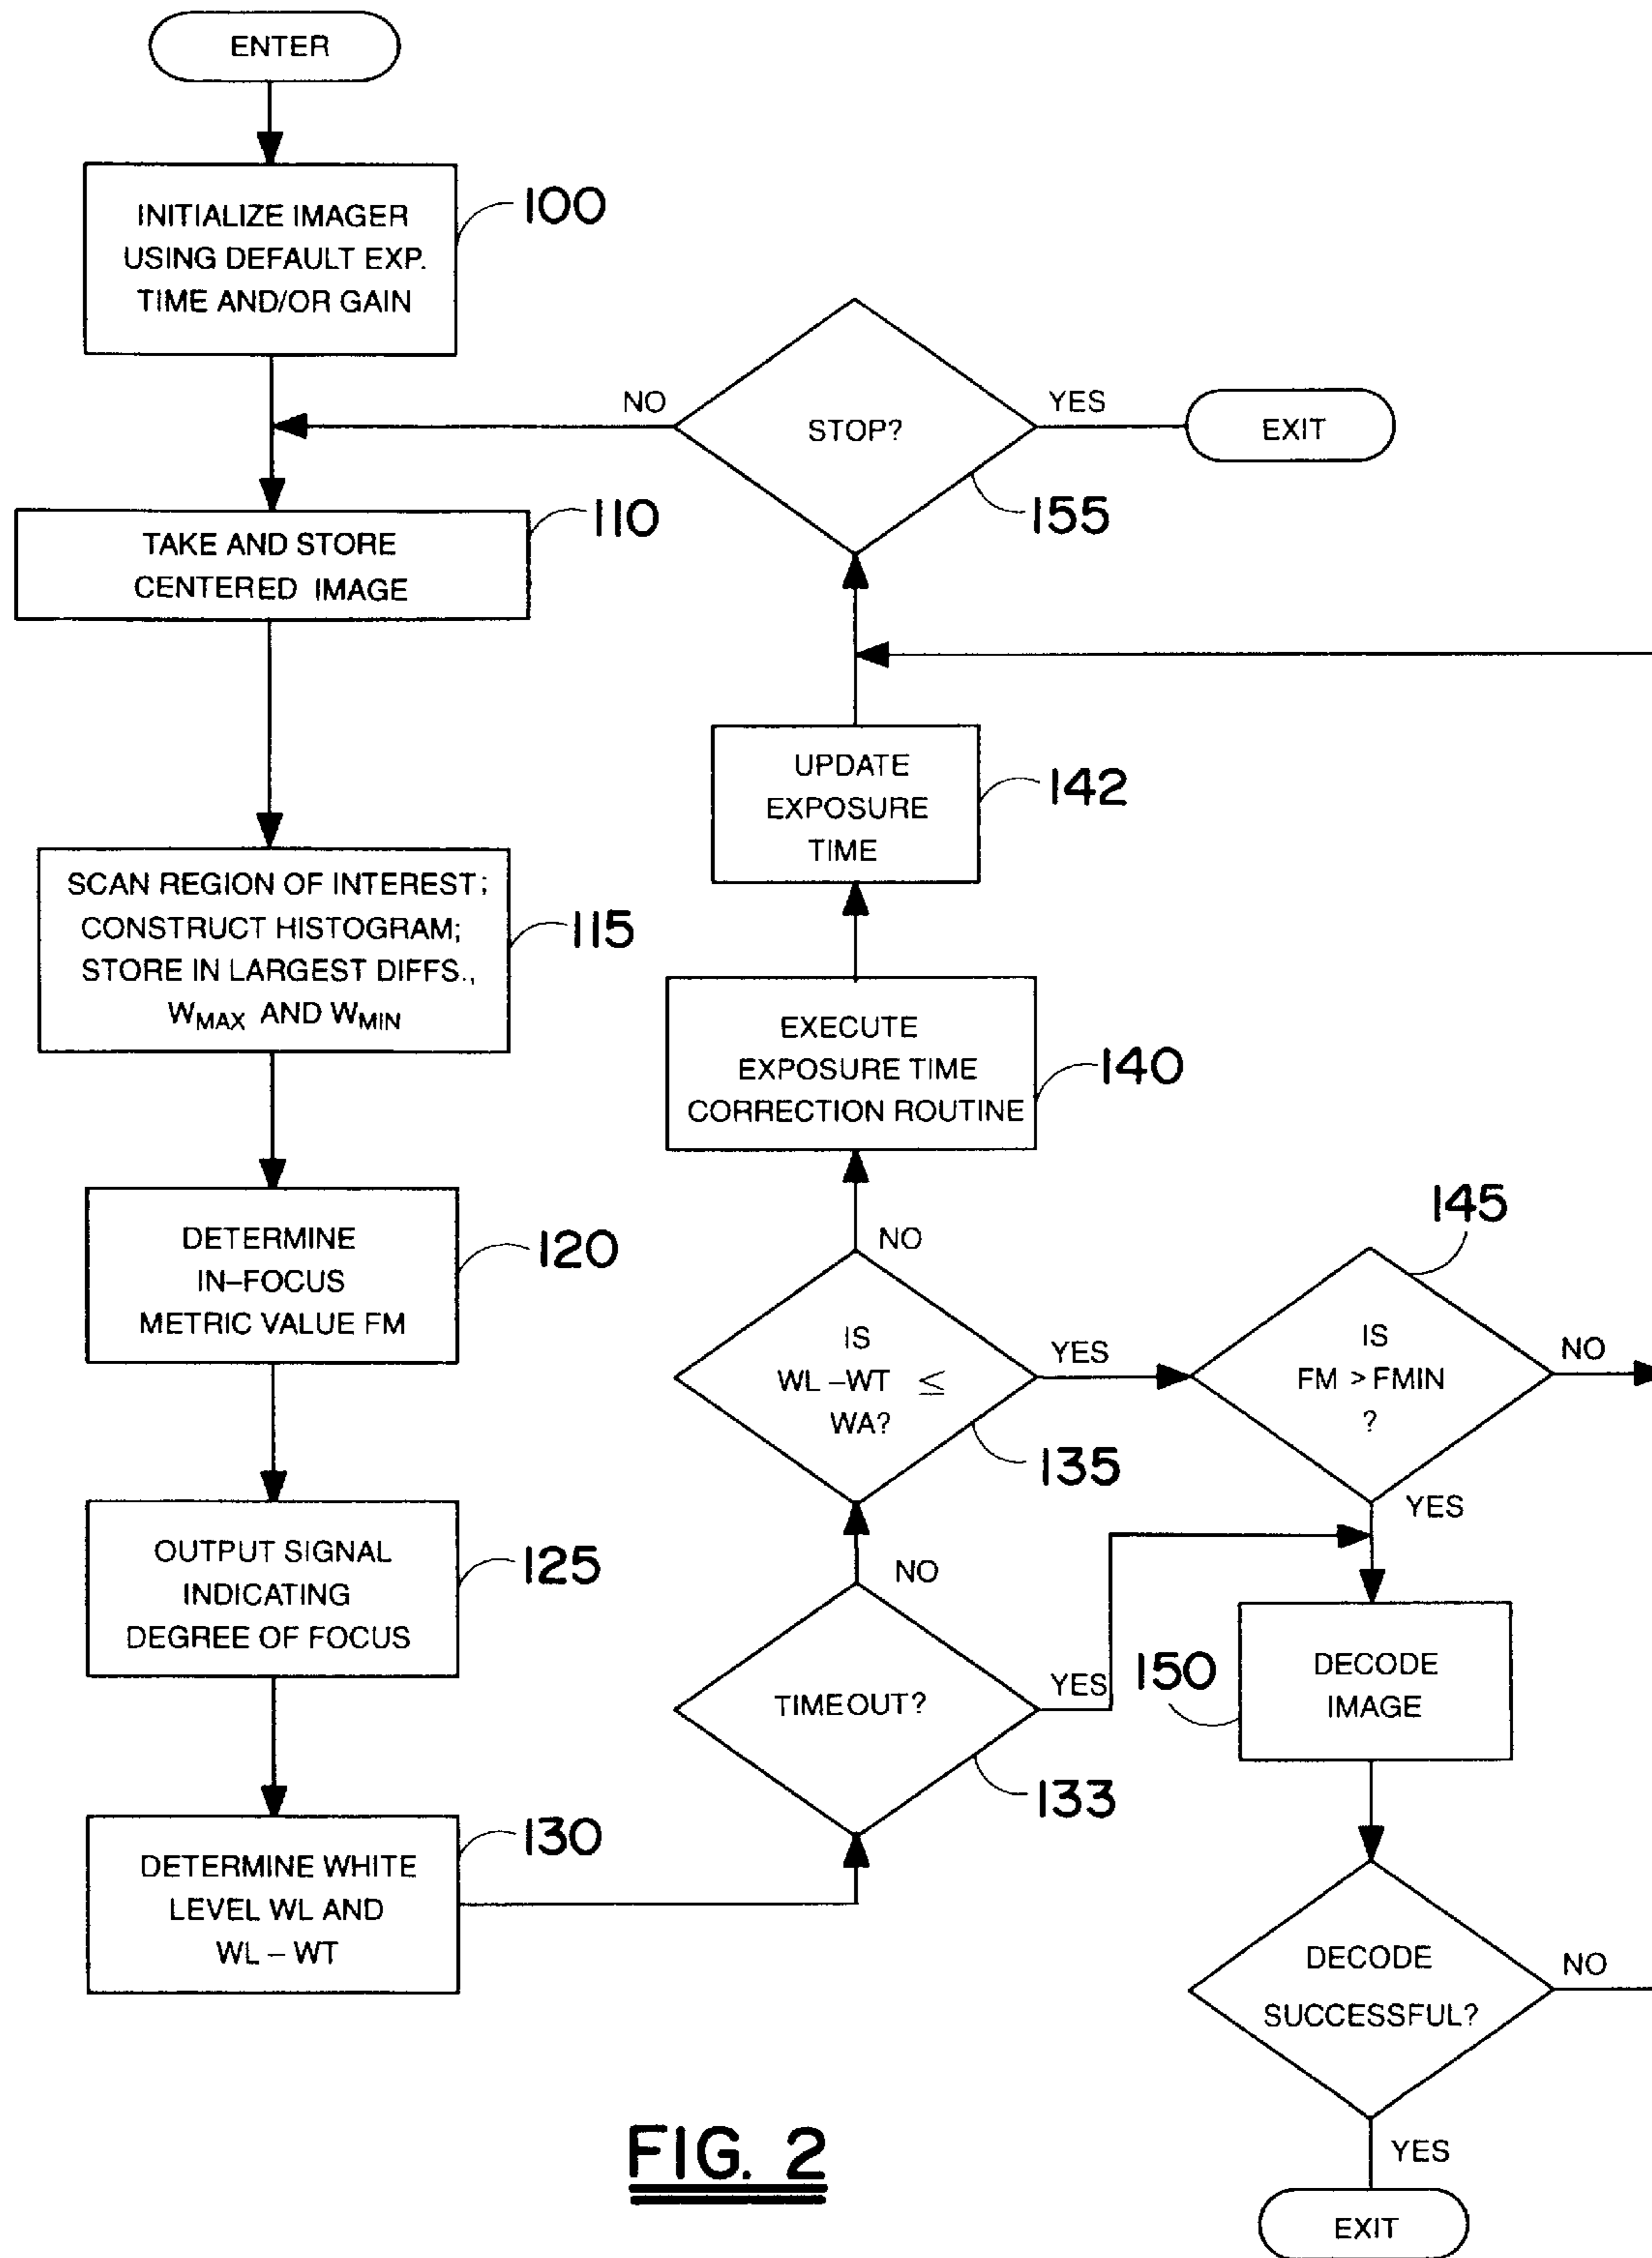 ENTER
INITIALIZE IMAGER
USING DEFAULT EXP.
TIME AND/OR GAIN
100
NO
STOP?
YES
EXIT
155
TAKE AND STORE
CENTERED IMAGE
110
SCAN REGION OF INTEREST;
CONSTRUCT HISTOGRAM;
STORE IN LARGEST DIFFS.,
WMAX AND WMIN
115
UPDATE
EXPOSURE
TIME
142
EXECUTE
EXPOSURE TIME
CORRECTION ROUTINE
140
DETERMINE
IN-FOCUS
METRIC VALUE FM
120
NO
IS
WL-WT ≤
WA?
YES
135
145
IS
FM > FMIN
?
NO
YES
OUTPUT SIGNAL
INDICATING
DEGREE OF FOCUS
125
NO
TIMEOUT?
YES
133
150
DECODE
IMAGE
DETERMINE WHITE
LEVEL WL AND
WL - WT
130
DECODE
SUCCESSFUL?
NO
YES
EXIT
FIG. 2